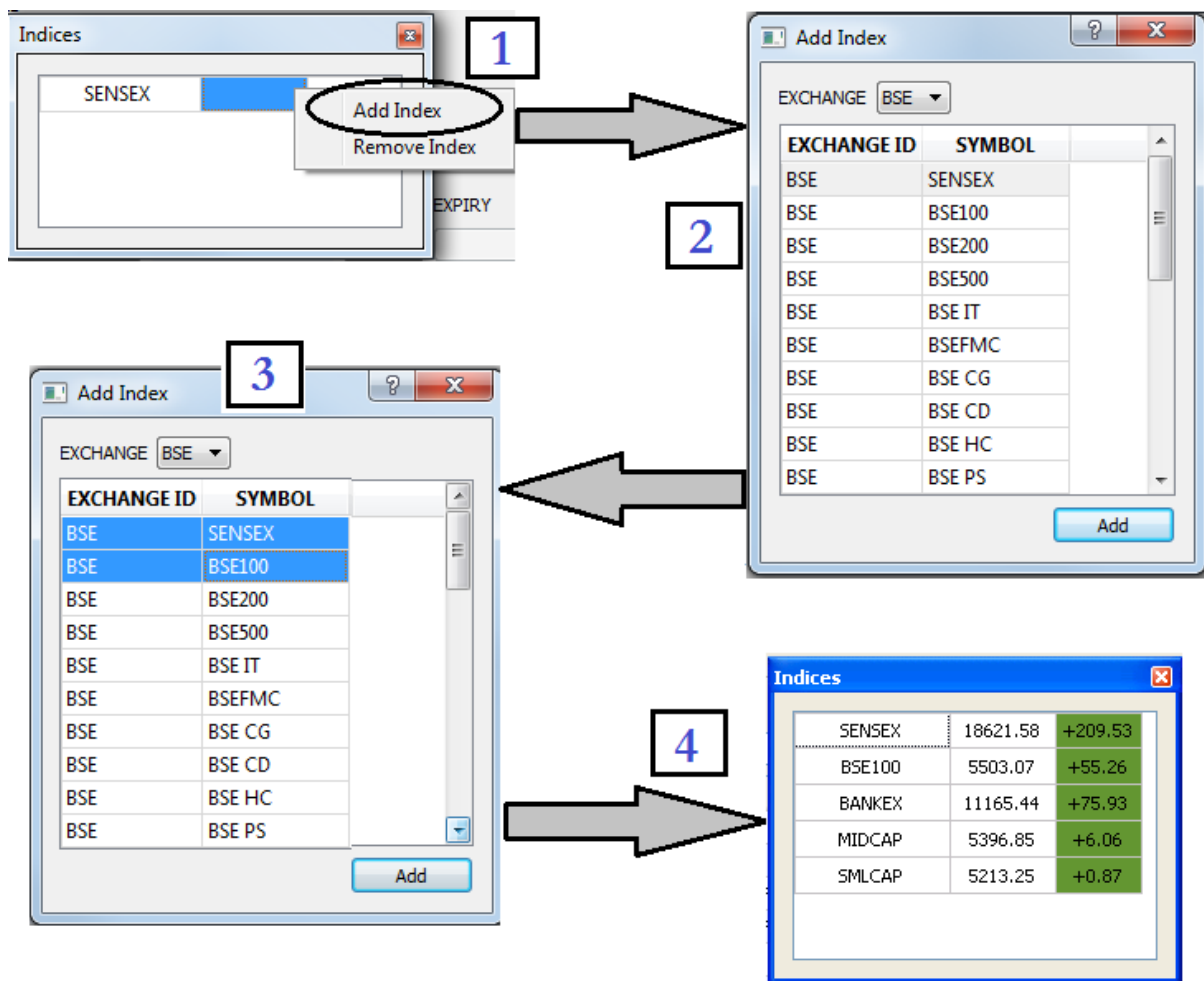 Indices
1
SENSEX
Add Index
Remove Index
EXPIRY
Add Index
EXCHANGE BSE
EXCHANGE ID SYMBOL
BSE SENSEX
BSE BSE100
BSE BSE200
BSE BSE500
BSE BSE IT
BSE BSEFMC
BSE BSE CG
BSE BSE CD
BSE BSE HC
BSE BSE PS
Add
2
3
Add Index
EXCHANGE BSE
EXCHANGE ID SYMBOL
BSE SENSEX
BSE BSE100
BSE BSE200
BSE BSE500
BSE BSE IT
BSE BSEFMC
BSE BSE CG
BSE BSE CD
BSE BSE HC
BSE BSE PS
Add
4
Indices
SENSEX 18621.58 +209.53
BSE100 5503.07 +55.26
BANKEX 11165.44 +75.93
MIDCAP 5396.85 +6.06
SMLCAP 5213.25 +0.87